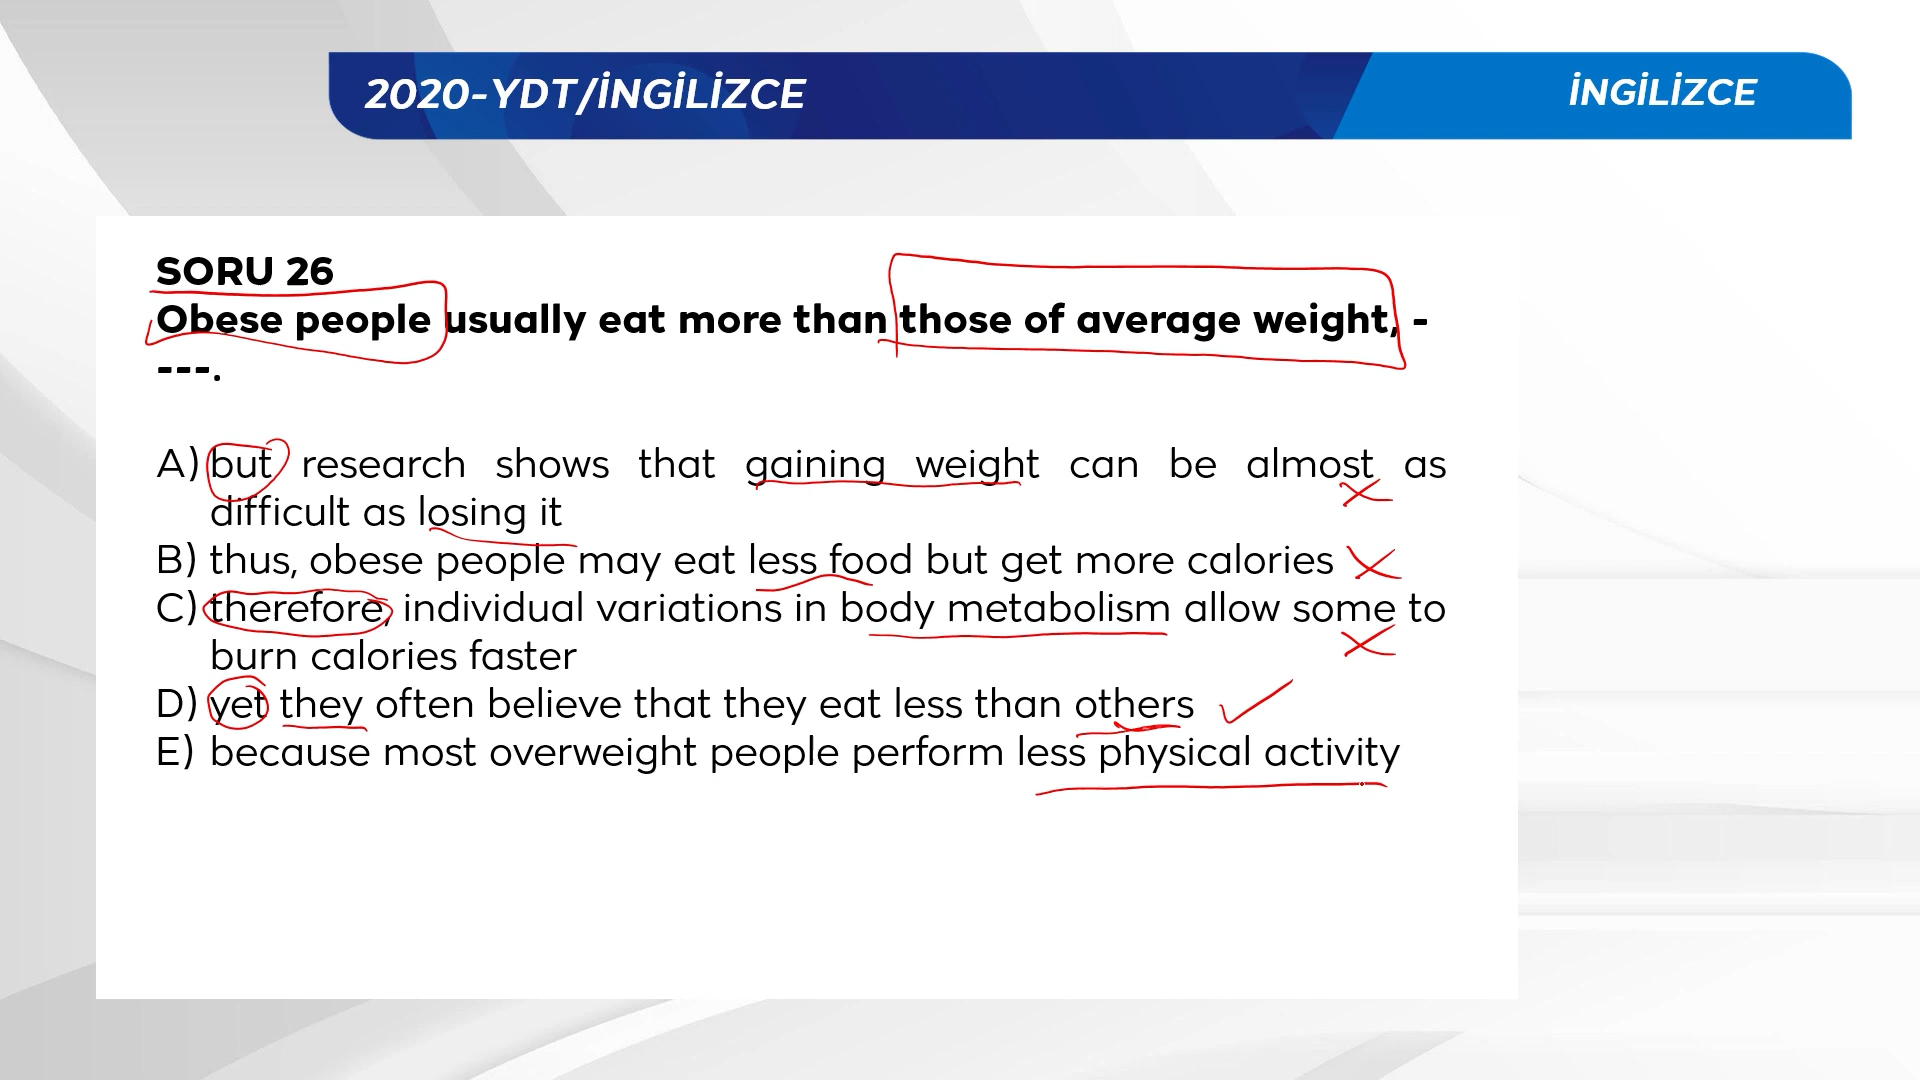 2020-YDT/İNGİLİZCE
İNGİLİZCE
SORU 26
Obese people usually eat more than those of average weight, -
---.
A) but research shows that gaining weight can be almost as
difficult as losing it
B) thus, obese people may eat less food but get more calories
C) therefore, individual variations in body metabolism allow some to
burn calories faster
D) yet they often believe that they eat less than others
E) because most overweight people perform less physical activity